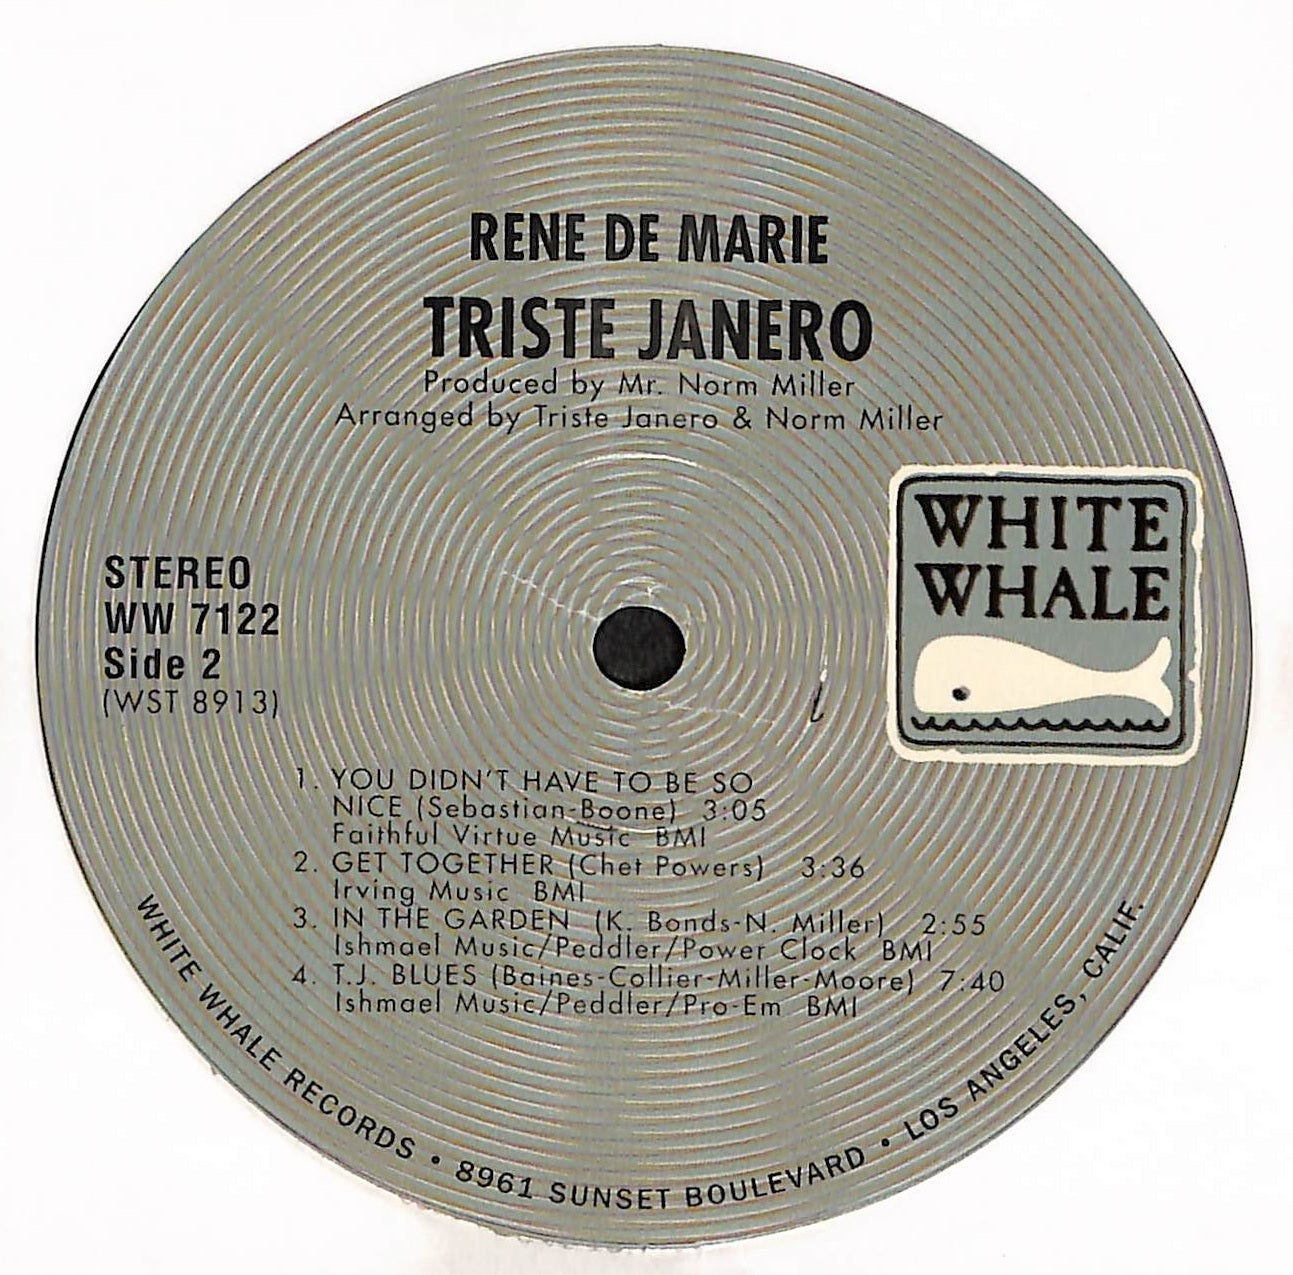 RENE DE MARIE
TRISTE JANERO
Produced by Mr. Norm Miller
Arranged by Triste Janero & Norm Miller
WHITE
WHALE
STEREO
WW 7122
Side 2
(WST 8913)
1. YOU DIDN'T HAVE TO BE SO
NICE (Sebastian-Boone) 3:05
Faithful Virtue Music BMI
2. GET TOGETHER (Chet Powers) 3:36
Irving Music BMI
3. IN THE GARDEN (K. Bonds-N. Miller) 2:55
Ishmael Music/Peddler/Power Clock BMI
4. T.J. BLUES (Baines-Collier-Miller-Moore) 7:40
Ishmael Music/Peddler/Pro-Em BMI
WHITE WHALE RECORDS • 8961 SUNSET BOULEVARD • LOS ANGELES, CALIF.